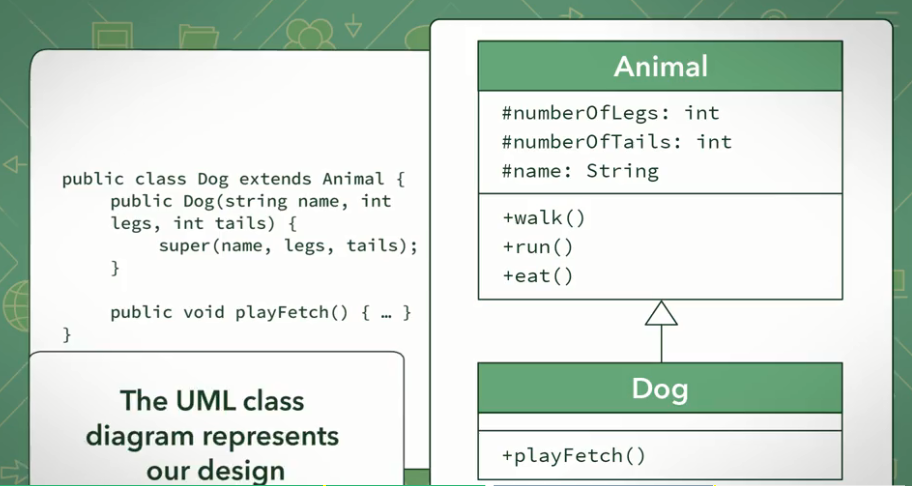 public class Dog extends Animal {
public Dog(string name, int
legs, int tails) {
super(name, legs, tails);
}
public void playFetch() { … }
}
The UML class
diagram represents
our design
Animal
#numberOfLegs: int
#numberOfTails: int
#name: String
+walk()
+run()
+eat()
Dog
+playFetch()